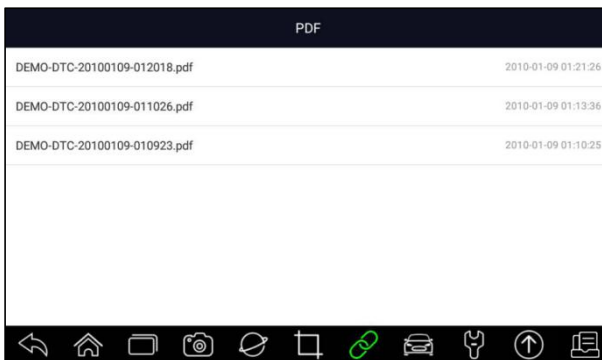 PDF
DEMO-DTC-20100109-012018.pdf 2010-01-09 01:21:26
DEMO-DTC-20100109-011026.pdf 2010-01-09 01:13:36
DEMO-DTC-20100109-010923.pdf 2010-01-09 01:10:25